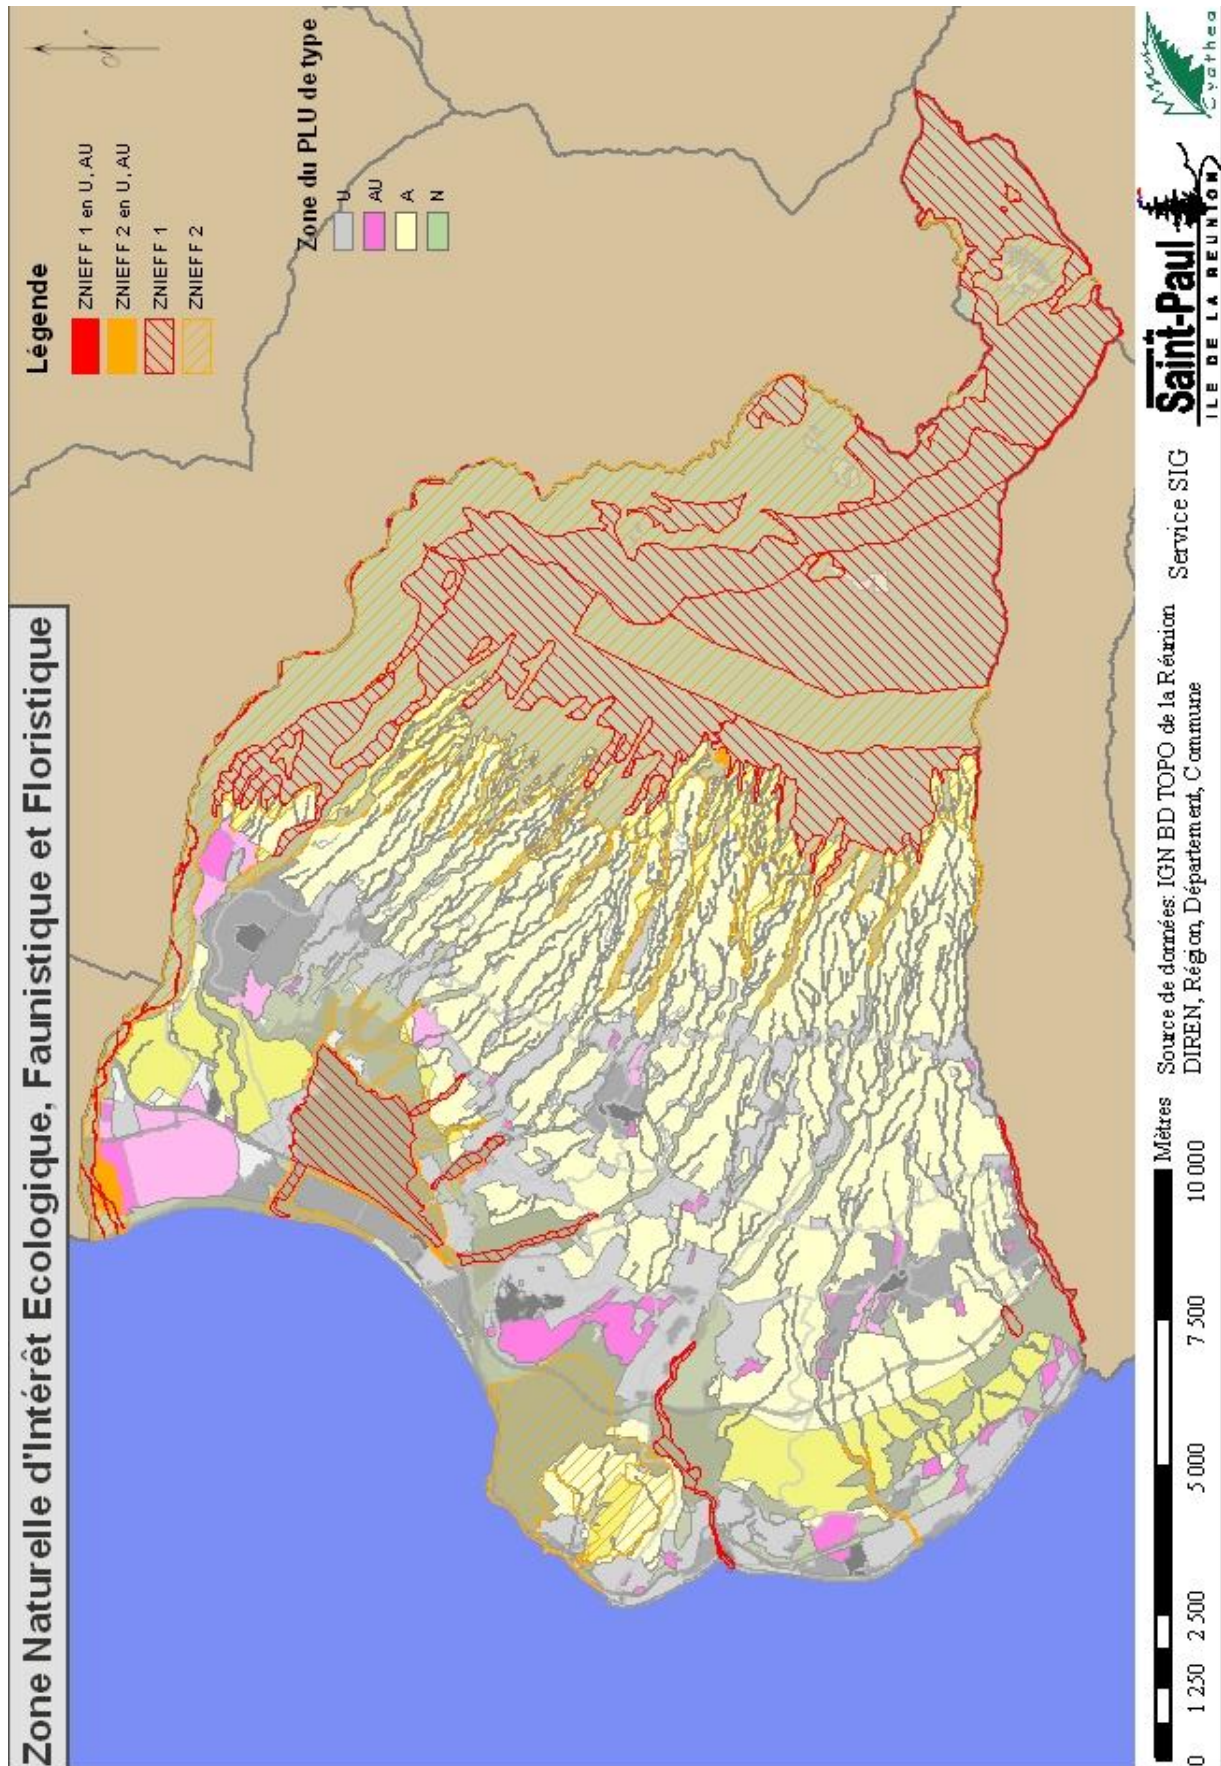 Zone Naturelle d'Intérêt Ecologique, Faunistique et Floristique
N
Légende
ZNIEFF 1 en U, AU
ZNIEFF 2 en U, AU
ZNIEFF 1
ZNIEFF 2
Zone du PLU de type
U
AU
A
N
0 1 250 2 500 5 000 7 500 10 000 Mètres
Source de données: IGN BD TOPO de la Réunion
DIREN, Région, Département, Commune
Service SIG
Saint-Paul
ILE DE LA REUNION
Cyathea